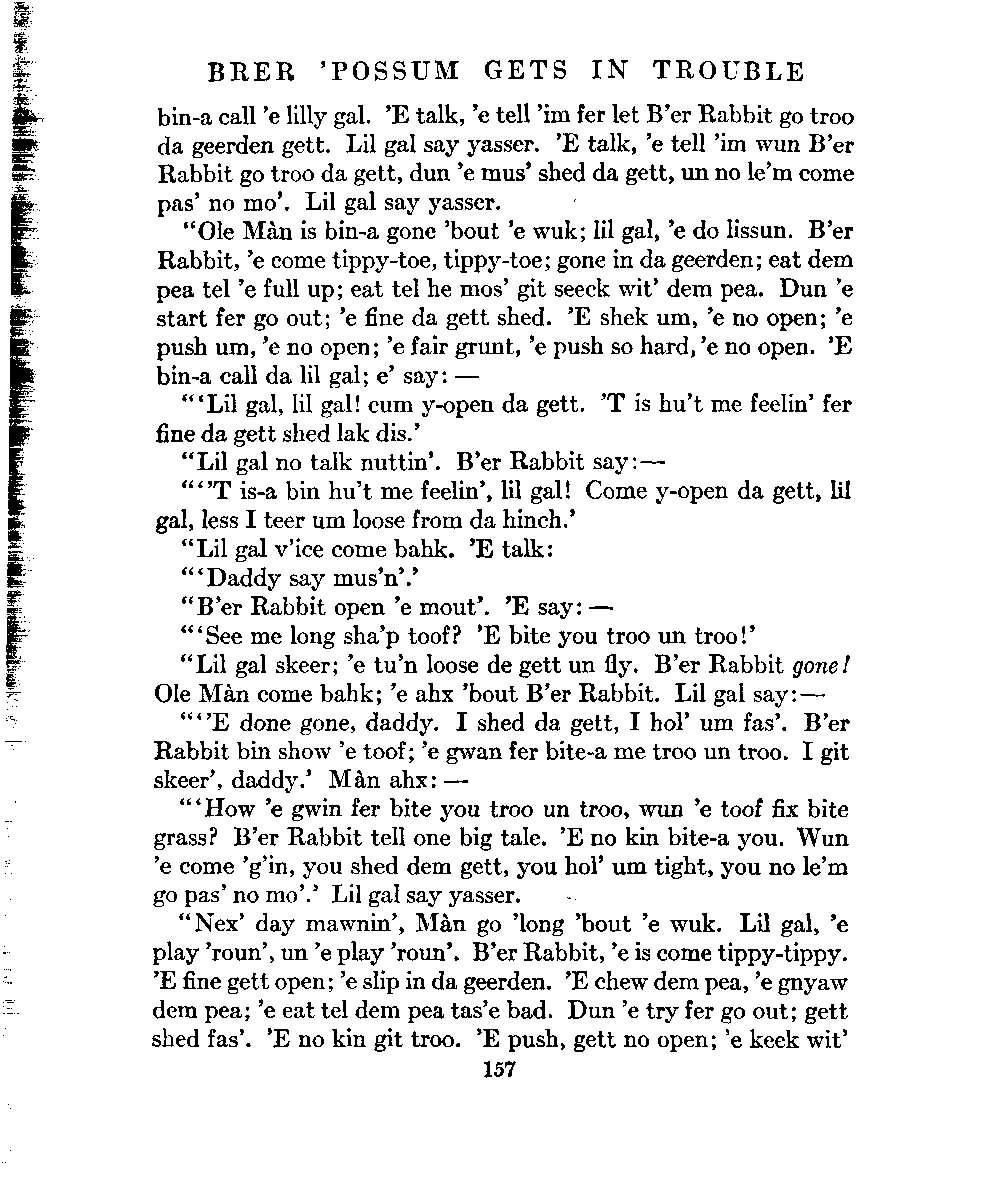 BRER ’POSSUM GETS IN TROUBLE
bin-a call ’e lilly gal. ’E talk, ’e tell ’im fer let B’er Rabbit go troo
da geerden gett. Lil gal say yasser. ’E talk, ’e tell ’im wun B’er
Rabbit go troo da gett, dun ’e mus’ shed da gett, un no le’m come
pas’ no mo’. Lil gal say yasser.
“Ole Màn is bin-a gone ’bout ’e wuk; lil gal, ’e do lissun. B’er
Rabbit, ’e come tippy-toe, tippy-toe; gone in da geerden; eat dem
pea tel ’e full up; eat tel he mos’ git seeck wit’ dem pea. Dun ’e
start fer go out; ’e fine da gett shed. ’E shek um, ’e no open; ’e
push um, ’e no open; ’e fair grunt, ’e push so hard, ’e no open. ’E
bin-a call da lil gal; e’ say: —
“‘Lil gal, lil gal! cum y-open da gett. ’T is hu’t me feelin’ fer
fine da gett shed lak dis.’
“Lil gal no talk nuttin’. B’er Rabbit say:—
“‘’T is-a bin hu’t me feelin’, lil gal! Come y-open da gett, lil
gal, less I teer um loose from da hinch.’
“Lil gal v’ice come bahk. ’E talk:
“‘Daddy say mus’n’.’
“B’er Rabbit open ’e mout’. ’E say: —
“‘See me long sha’p toof? ’E bite you troo un troo!’
“Lil gal skeer; ’e tu’n loose de gett un fly. B’er Rabbit gone!
Ole Màn come bahk; ’e ahx ’bout B’er Rabbit. Lil gal say:—
“‘’E done gone, daddy. I shed da gett, I hol’ um fas’. B’er
Rabbit bin show ’e toof; ’e gwan fer bite-a me troo un troo. I git
skeer’, daddy.’ Màn ahx: —
“‘How ’e gwin fer bite you troo un troo, wun ’e toof fix bite
grass? B’er Rabbit tell one big tale. ’E no kin bite-a you. Wun
’e come ’g’in, you shed dem gett, you hol’ um tight, you no le’m
go pas’ no mo’.’ Lil gal say yasser.
“Nex’ day mawnin’, Màn go ’long ’bout ’e wuk. Lil gal, ’e
play ’roun’, un ’e play ’roun’. B’er Rabbit, ’e is come tippy-tippy.
’E fine gett open; ’e slip in da geerden. ’E chew dem pea, ’e gnyaw
dem pea; ’e eat tel dem pea tas’e bad. Dun ’e try fer go out; gett
shed fas’. ’E no kin git troo. ’E push, gett no open; ’e keek wit’
157